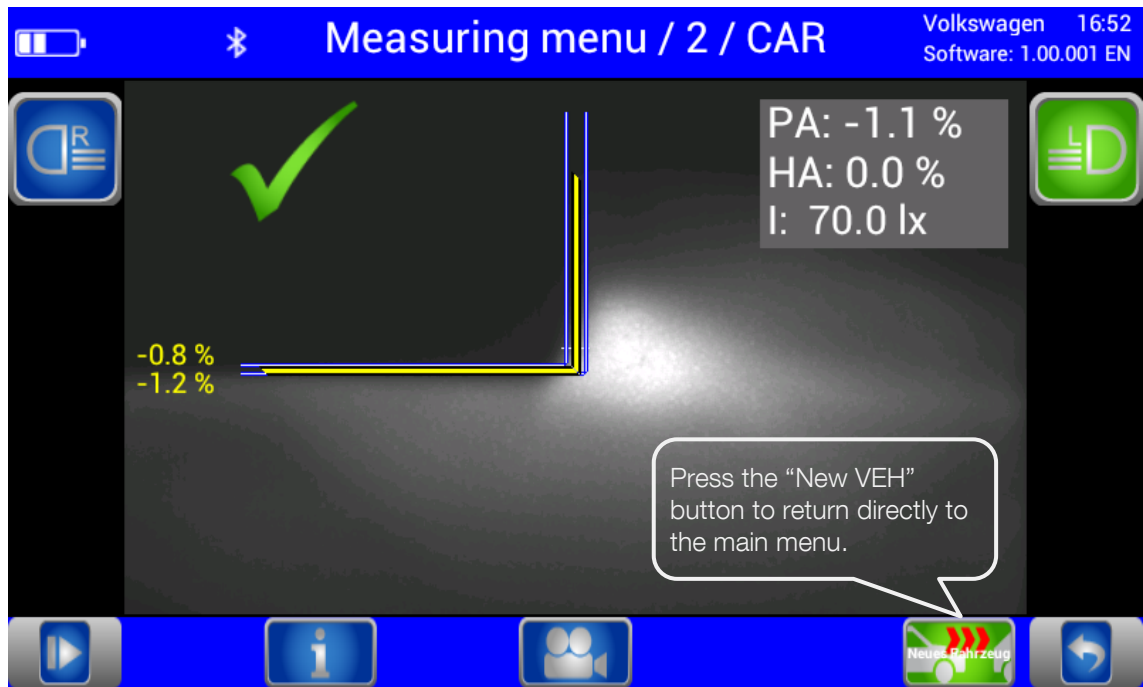 Measuring menu / 2 / CAR
Volkswagen 16:52
Software: 1.00.001 EN
R
PA: -1.1 %
HA: 0.0 %
I: 70.0 lx
L
-0.8 %
-1.2 %
Press the “New VEH”
button to return directly to
the main menu.
i
Neues Fahrzeug